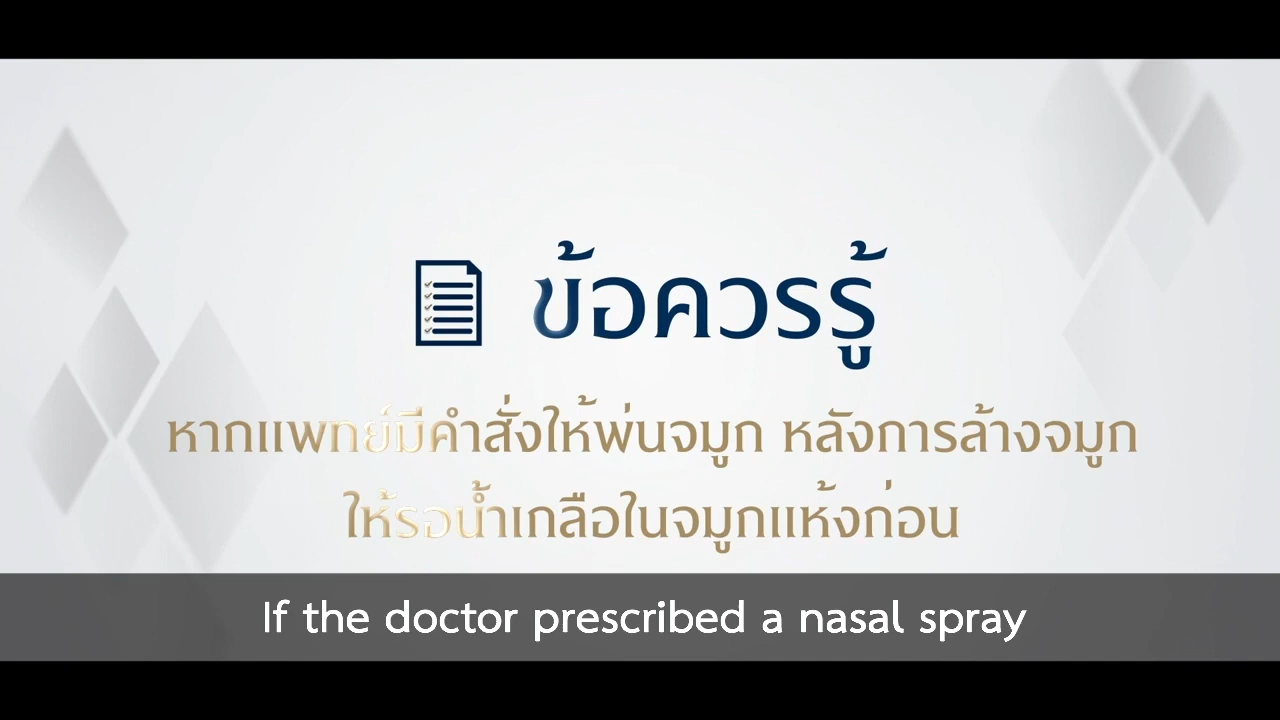 ข้อควรรู้
หากแพทย์มีคำสั่งให้พ่นจมูก หลังการล้างจมูก
ให้รอน้ำเกลือในจมูกแห้งก่อน
If the doctor prescribed a nasal spray